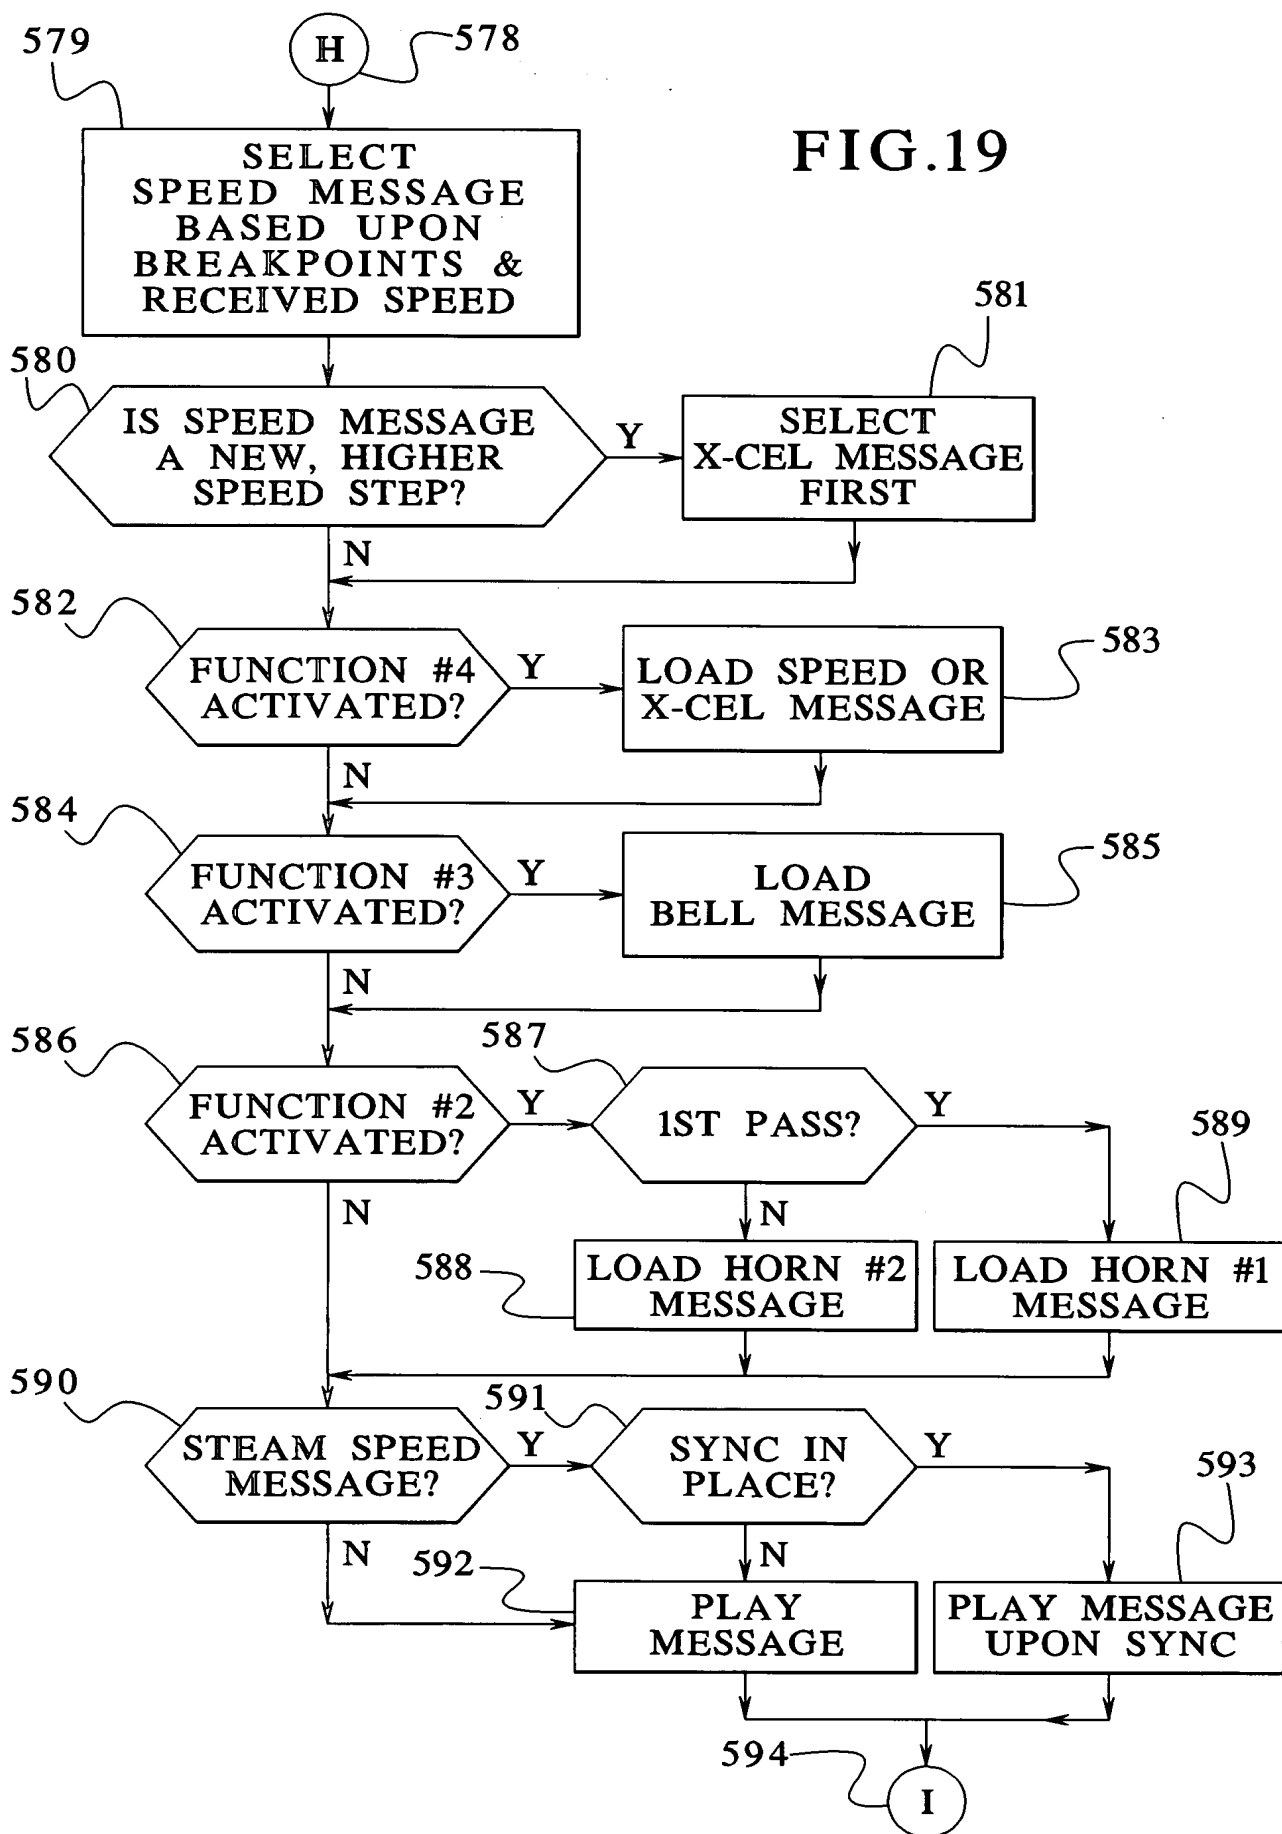 579
H
578
FIG.19
SELECT
SPEED MESSAGE
BASED UPON
BREAKPOINTS &
RECEIVED SPEED
580
IS SPEED MESSAGE
A NEW, HIGHER
SPEED STEP?
Y
581
SELECT
X-CEL MESSAGE
FIRST
N
582
FUNCTION #4
ACTIVATED?
Y
LOAD SPEED OR
X-CEL MESSAGE
583
N
584
FUNCTION #3
ACTIVATED?
Y
LOAD
BELL MESSAGE
585
N
586
FUNCTION #2
ACTIVATED?
Y
587
1ST PASS?
Y
589
N
N
588
LOAD HORN #2
MESSAGE
LOAD HORN #1
MESSAGE
590
STEAM SPEED
MESSAGE?
Y
591
SYNC IN
PLACE?
Y
593
N
N
592
PLAY
MESSAGE
PLAY MESSAGE
UPON SYNC
594
I